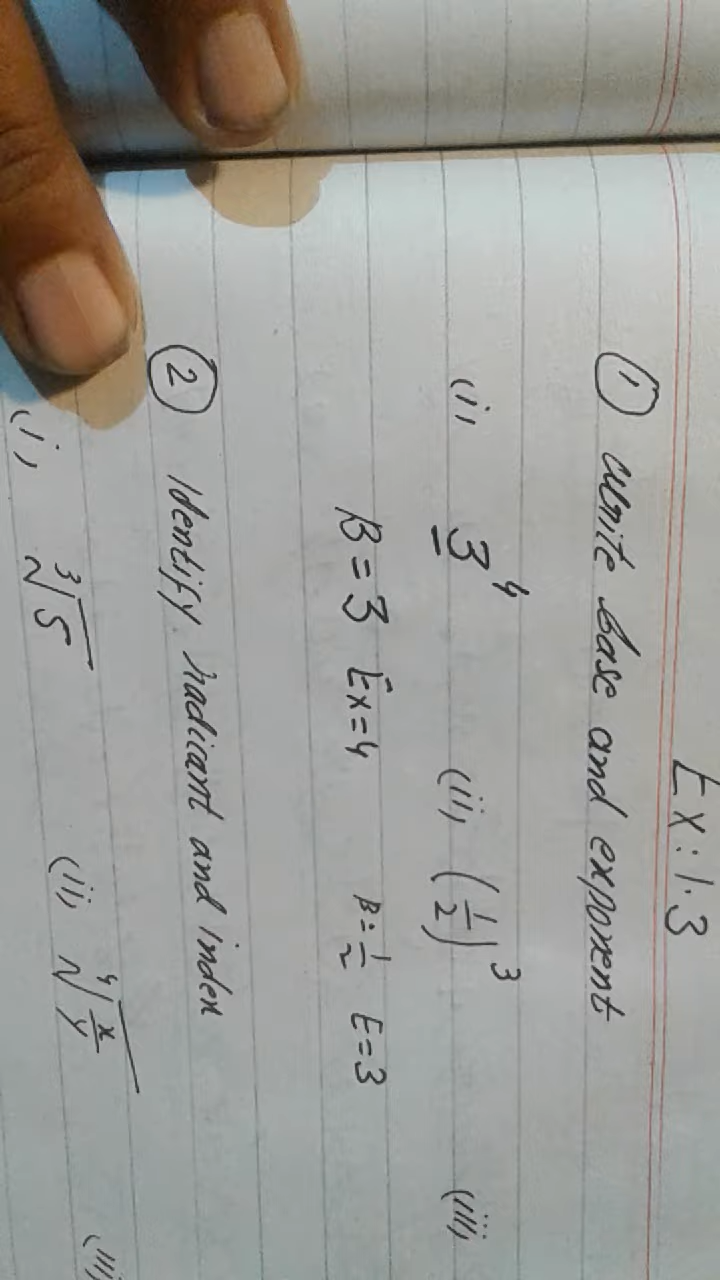 Ex: 1.3
① write base and exponent
(i) 3⁴ (ii) (1/2)³ (iii)
B = 3 Ex = 4 B = 1/2 E = 3
② Identify radicant and index
(i) ³√5 (ii) ⁴√(x/y) (iii)